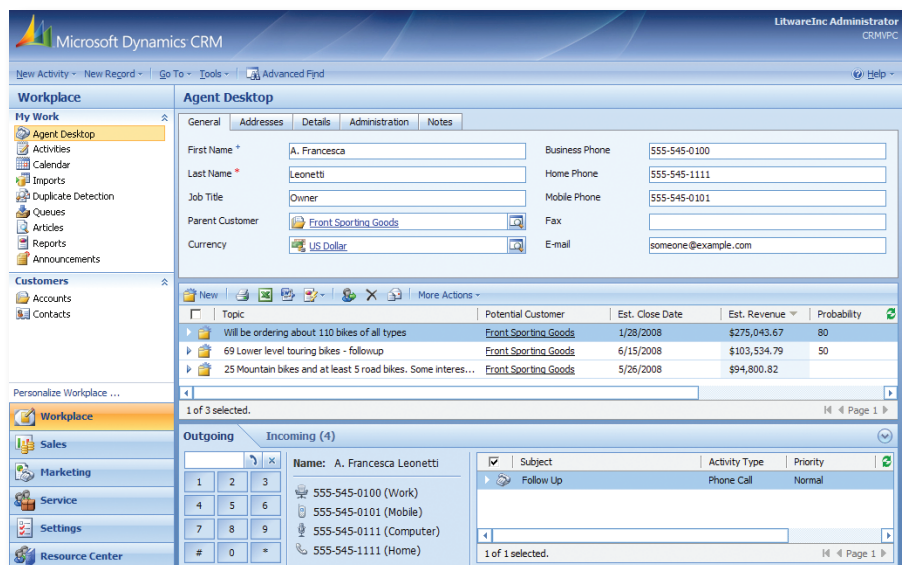 LitwareInc Administrator
CRMVPC
Microsoft Dynamics CRM
New Activity New Record Go To Tools Advanced Find Help
Workplace
My Work
Agent Desktop
Activities
Calendar
Imports
Duplicate Detection
Queues
Articles
Reports
Announcements
Customers
Accounts
Contacts
Personalize Workplace ...
Workplace
Sales
Marketing
Service
Settings
Resource Center
Agent Desktop
General Addresses Details Administration Notes
First Name + A. Francesca Business Phone 555-545-0100
Last Name * Leonetti Home Phone 555-545-1111
Job Title Owner Mobile Phone 555-545-0101
Parent Customer Front Sporting Goods Fax
Currency US Dollar E-mail someone@example.com
New More Actions
Topic Potential Customer Est. Close Date Est. Revenue Probability
Will be ordering about 110 bikes of all types Front Sporting Goods 1/28/2008 $275,043.67 80
69 Lower level touring bikes - followup Front Sporting Goods 6/15/2008 $103,534.79 50
25 Mountain bikes and at least 5 road bikes. Some interes... Front Sporting Goods 5/26/2008 $94,800.82
1 of 3 selected. Page 1
Outgoing Incoming (4)
1 2 3
4 5 6
7 8 9
# 0 *
Name: A. Francesca Leonetti
555-545-0100 (Work)
555-545-0101 (Mobile)
555-545-0111 (Computer)
555-545-1111 (Home)
Subject Activity Type Priority
Follow Up Phone Call Normal
1 of 1 selected. Page 1